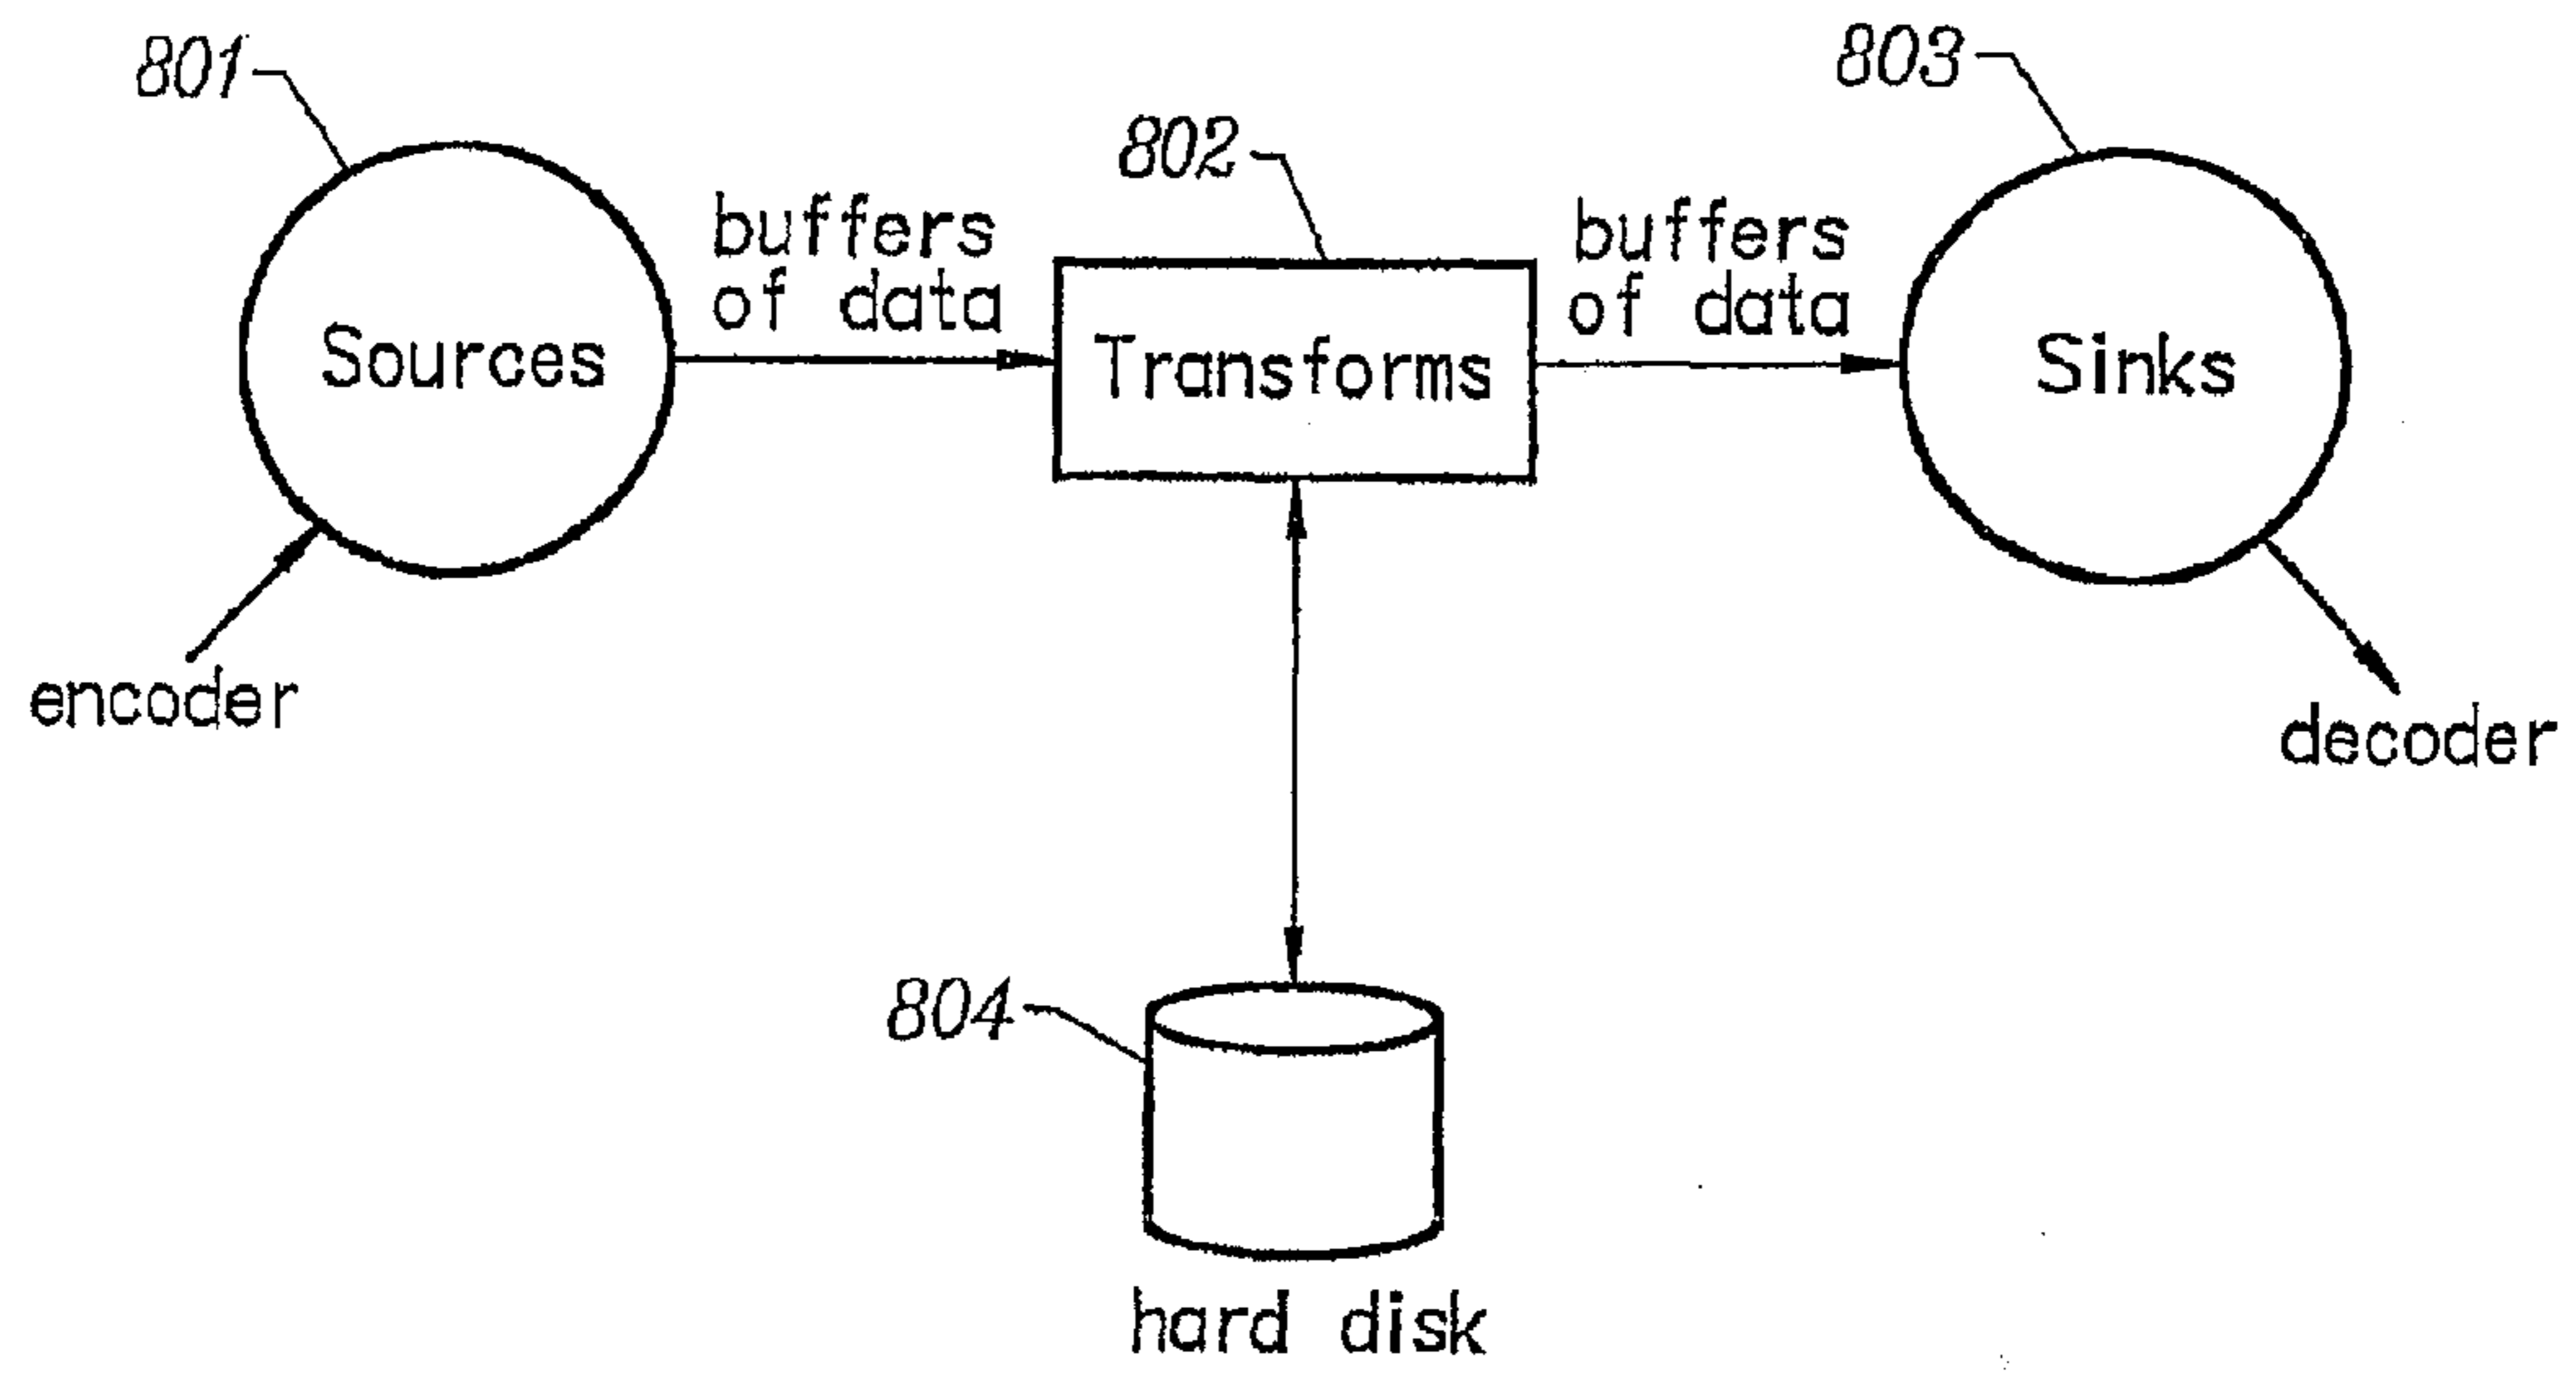 801
802
803
buffers
of data
buffers
of data
Sources
Transforms
Sinks
encoder
decoder
804
hard disk